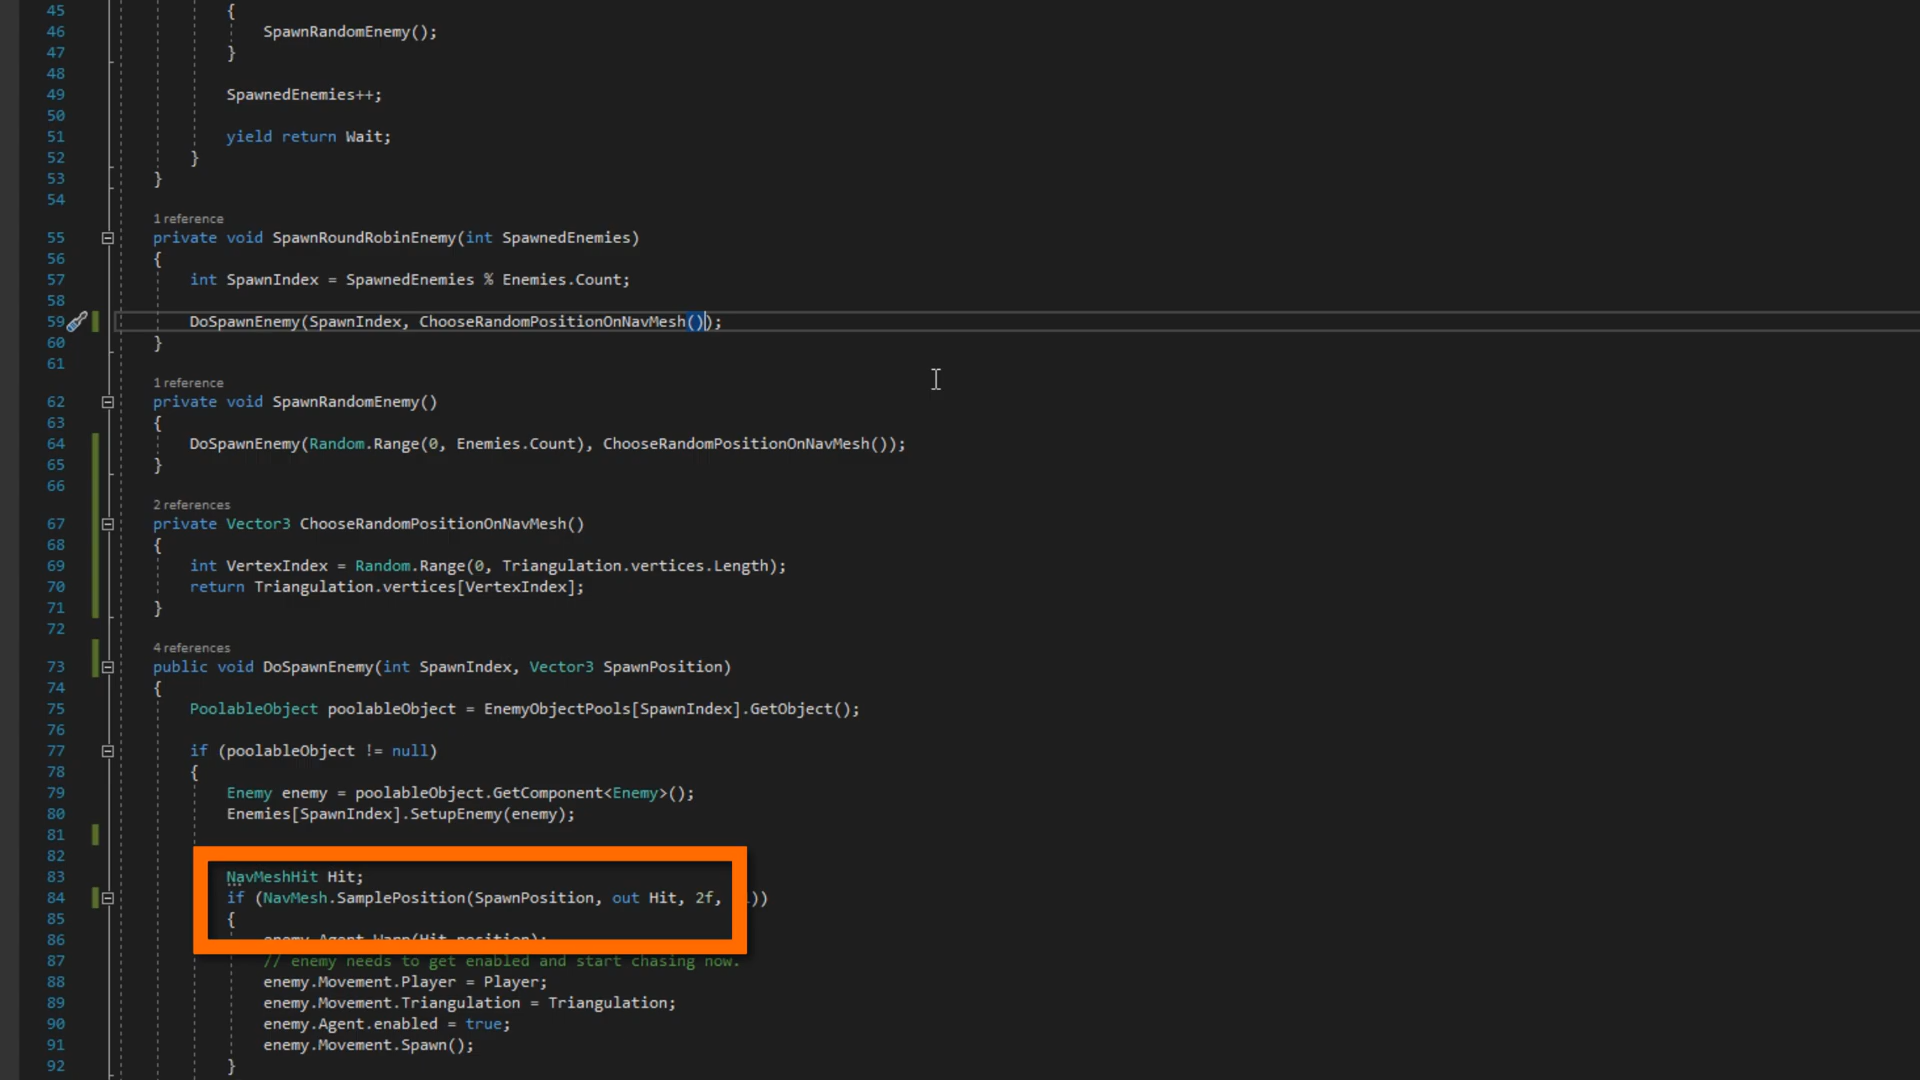 45 {
46 SpawnRandomEnemy();
47 }
48
49 SpawnedEnemies++;
50
51 yield return Wait;
52 }
53 }
54
1 reference
55 private void SpawnRoundRobinEnemy(int SpawnedEnemies)
56 {
57 int SpawnIndex = SpawnedEnemies % Enemies.Count;
58
59 DoSpawnEnemy(SpawnIndex, ChooseRandomPositionOnNavMesh());
60 }
61
1 reference
62 private void SpawnRandomEnemy()
63 {
64 DoSpawnEnemy(Random.Range(0, Enemies.Count), ChooseRandomPositionOnNavMesh());
65 }
66
2 references
67 private Vector3 ChooseRandomPositionOnNavMesh()
68 {
69 int VertexIndex = Random.Range(0, Triangulation.vertices.Length);
70 return Triangulation.vertices[VertexIndex];
71 }
72
4 references
73 public void DoSpawnEnemy(int SpawnIndex, Vector3 SpawnPosition)
74 {
75 PoolableObject poolableObject = EnemyObjectPools[SpawnIndex].GetObject();
76
77 if (poolableObject != null)
78 {
79 Enemy enemy = poolableObject.GetComponent<Enemy>();
80 Enemies[SpawnIndex].SetupEnemy(enemy);
81
82
83 NavMeshHit Hit;
84 if (NavMesh.SamplePosition(SpawnPosition, out Hit, 2f, ))
85 {
86 enemy.Agent.Warp(Hit.position);
87 // enemy needs to get enabled and start chasing now.
88 enemy.Movement.Player = Player;
89 enemy.Movement.Triangulation = Triangulation;
90 enemy.Agent.enabled = true;
91 enemy.Movement.Spawn();
92 }